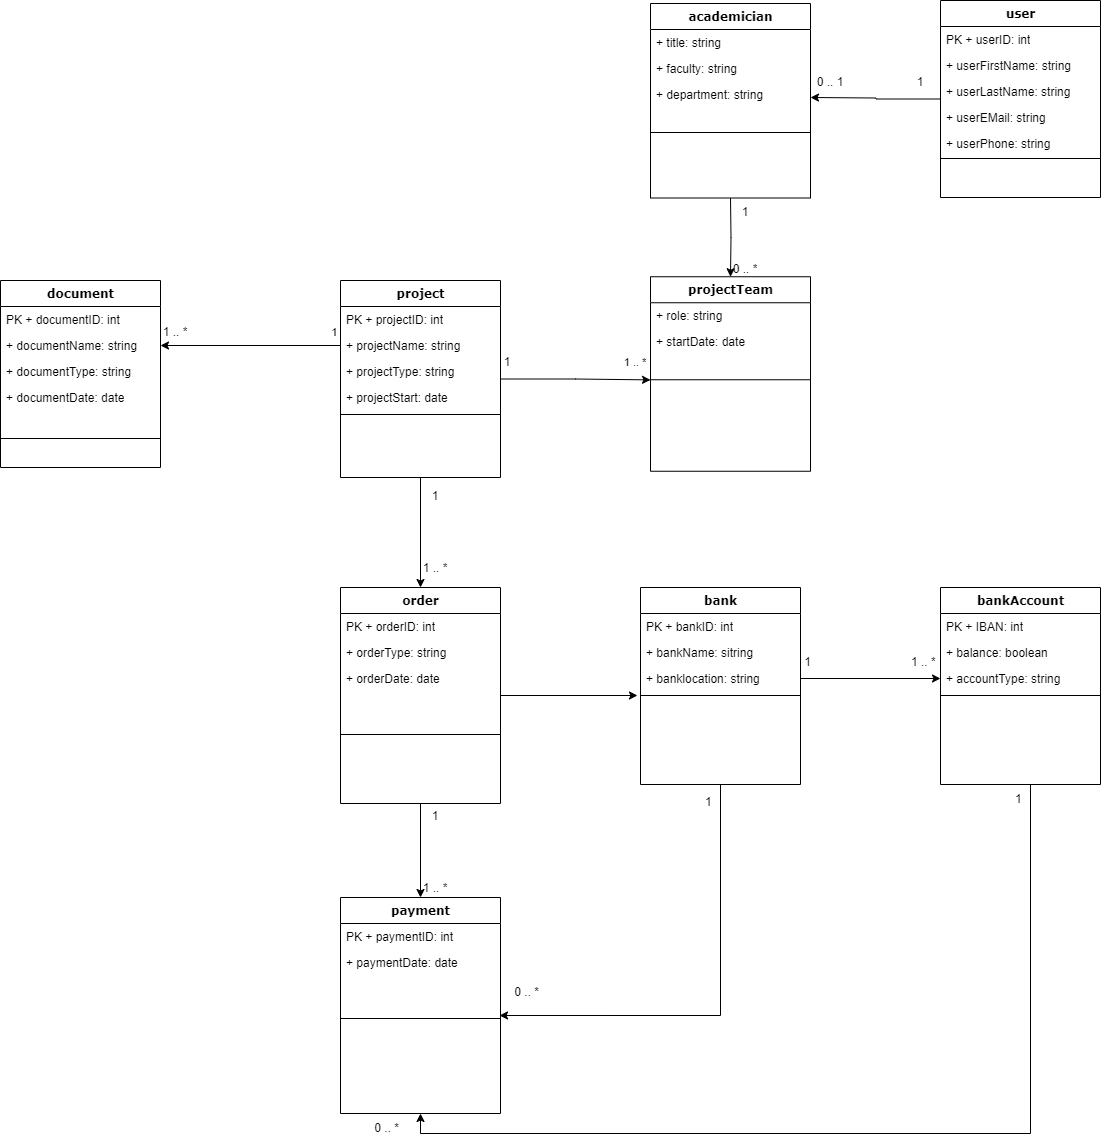 academician
+ title: string
+ faculty: string
+ department: string
user
PK + userID: int
+ userFirstName: string
+ userLastName: string
+ userEMail: string
+ userPhone: string
0 .. 1
1
1
0 .. *
document
PK + documentID: int
+ documentName: string
+ documentType: string
+ documentDate: date
1 .. *
1
project
PK + projectID: int
+ projectName: string
+ projectType: string
+ projectStart: date
1
1 .. *
projectTeam
+ role: string
+ startDate: date
1
1 .. *
order
PK + orderID: int
+ orderType: string
+ orderDate: date
bank
PK + bankID: int
+ bankName: sitring
+ banklocation: string
1
1 .. *
bankAccount
PK + IBAN: int
+ balance: boolean
+ accountType: string
1
1
1
1 .. *
payment
PK + paymentID: int
+ paymentDate: date
0 .. *
0 .. *